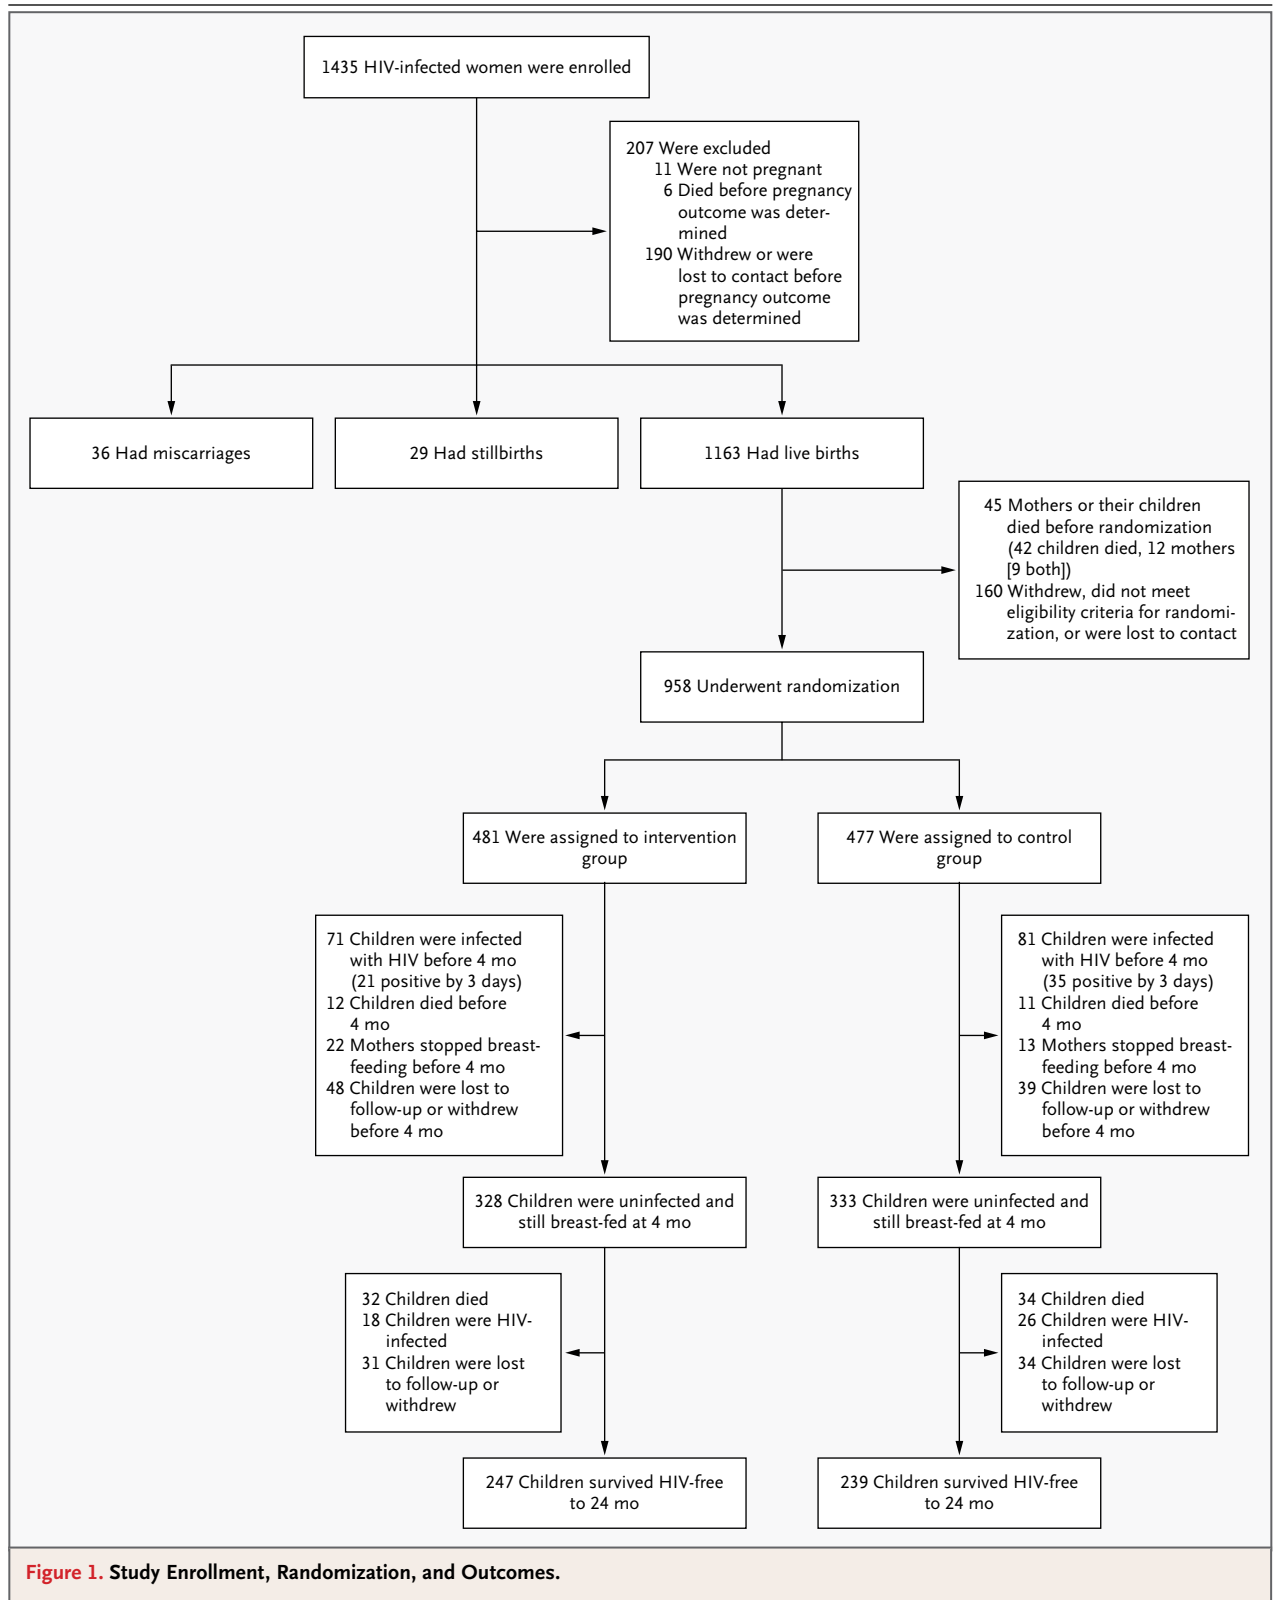 1435 HIV-infected women were enrolled
207 Were excluded
11 Were not pregnant
6 Died before pregnancy
outcome was deter-
mined
190 Withdrew or were
lost to contact before
pregnancy outcome
was determined
36 Had miscarriages
29 Had stillbirths
1163 Had live births
45 Mothers or their children
died before randomization
(42 children died, 12 mothers
[9 both])
160 Withdrew, did not meet
eligibility criteria for randomi-
zation, or were lost to contact
958 Underwent randomization
481 Were assigned to intervention
group
477 Were assigned to control
group
71 Children were infected
with HIV before 4 mo
(21 positive by 3 days)
12 Children died before
4 mo
22 Mothers stopped breast-
feeding before 4 mo
48 Children were lost to
follow-up or withdrew
before 4 mo
81 Children were infected
with HIV before 4 mo
(35 positive by 3 days)
11 Children died before
4 mo
13 Mothers stopped breast-
feeding before 4 mo
39 Children were lost to
follow-up or withdrew
before 4 mo
328 Children were uninfected and
still breast-fed at 4 mo
333 Children were uninfected and
still breast-fed at 4 mo
32 Children died
18 Children were HIV-
infected
31 Children were lost
to follow-up or
withdrew
34 Children died
26 Children were HIV-
infected
34 Children were lost
to follow-up or
withdrew
247 Children survived HIV-free
to 24 mo
239 Children survived HIV-free
to 24 mo
Figure 1. Study Enrollment, Randomization, and Outcomes.